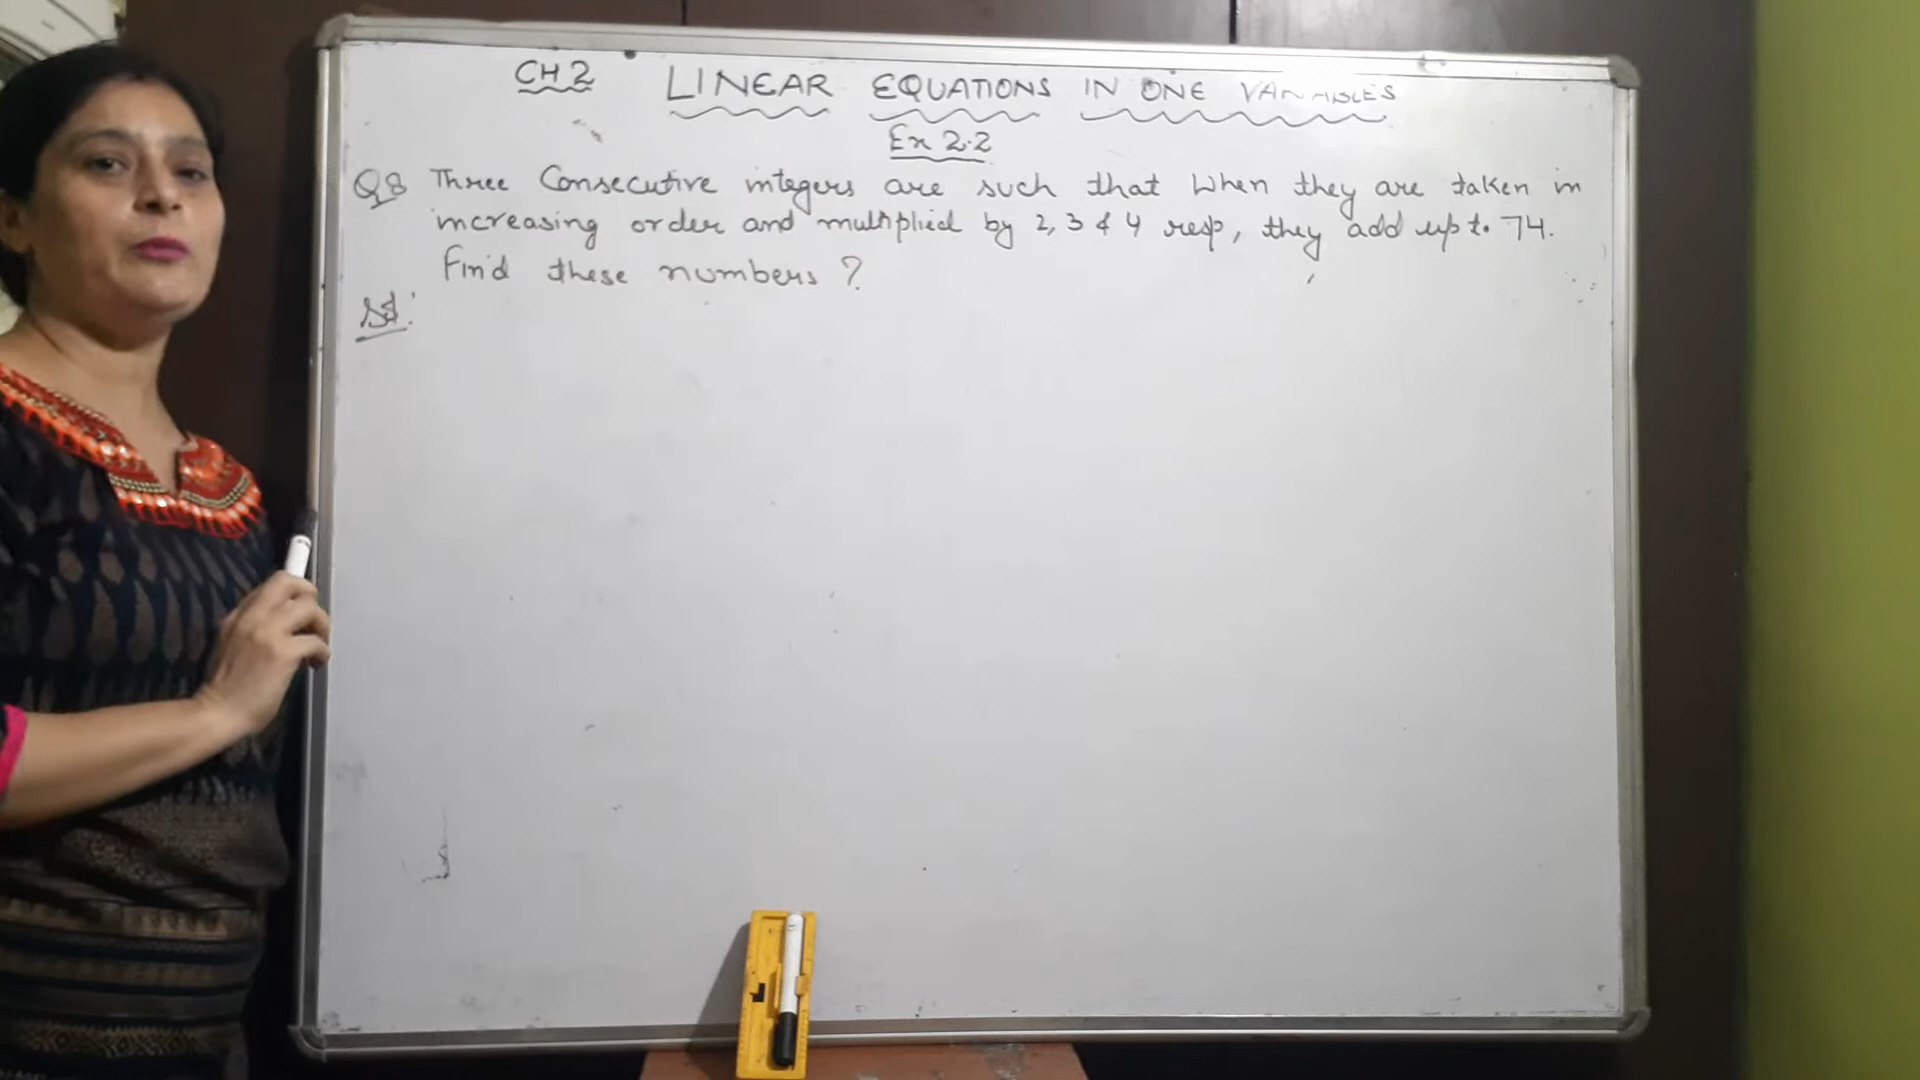 CH 2 LINEAR EQUATIONS IN ONE VARIABLES
Ex 2.2
Q8 Three Consecutive integers are such that when they are taken in
increasing order and multiplied by 2, 3 & 4 resp, they add up to 74.
Find these numbers ?
Sol: